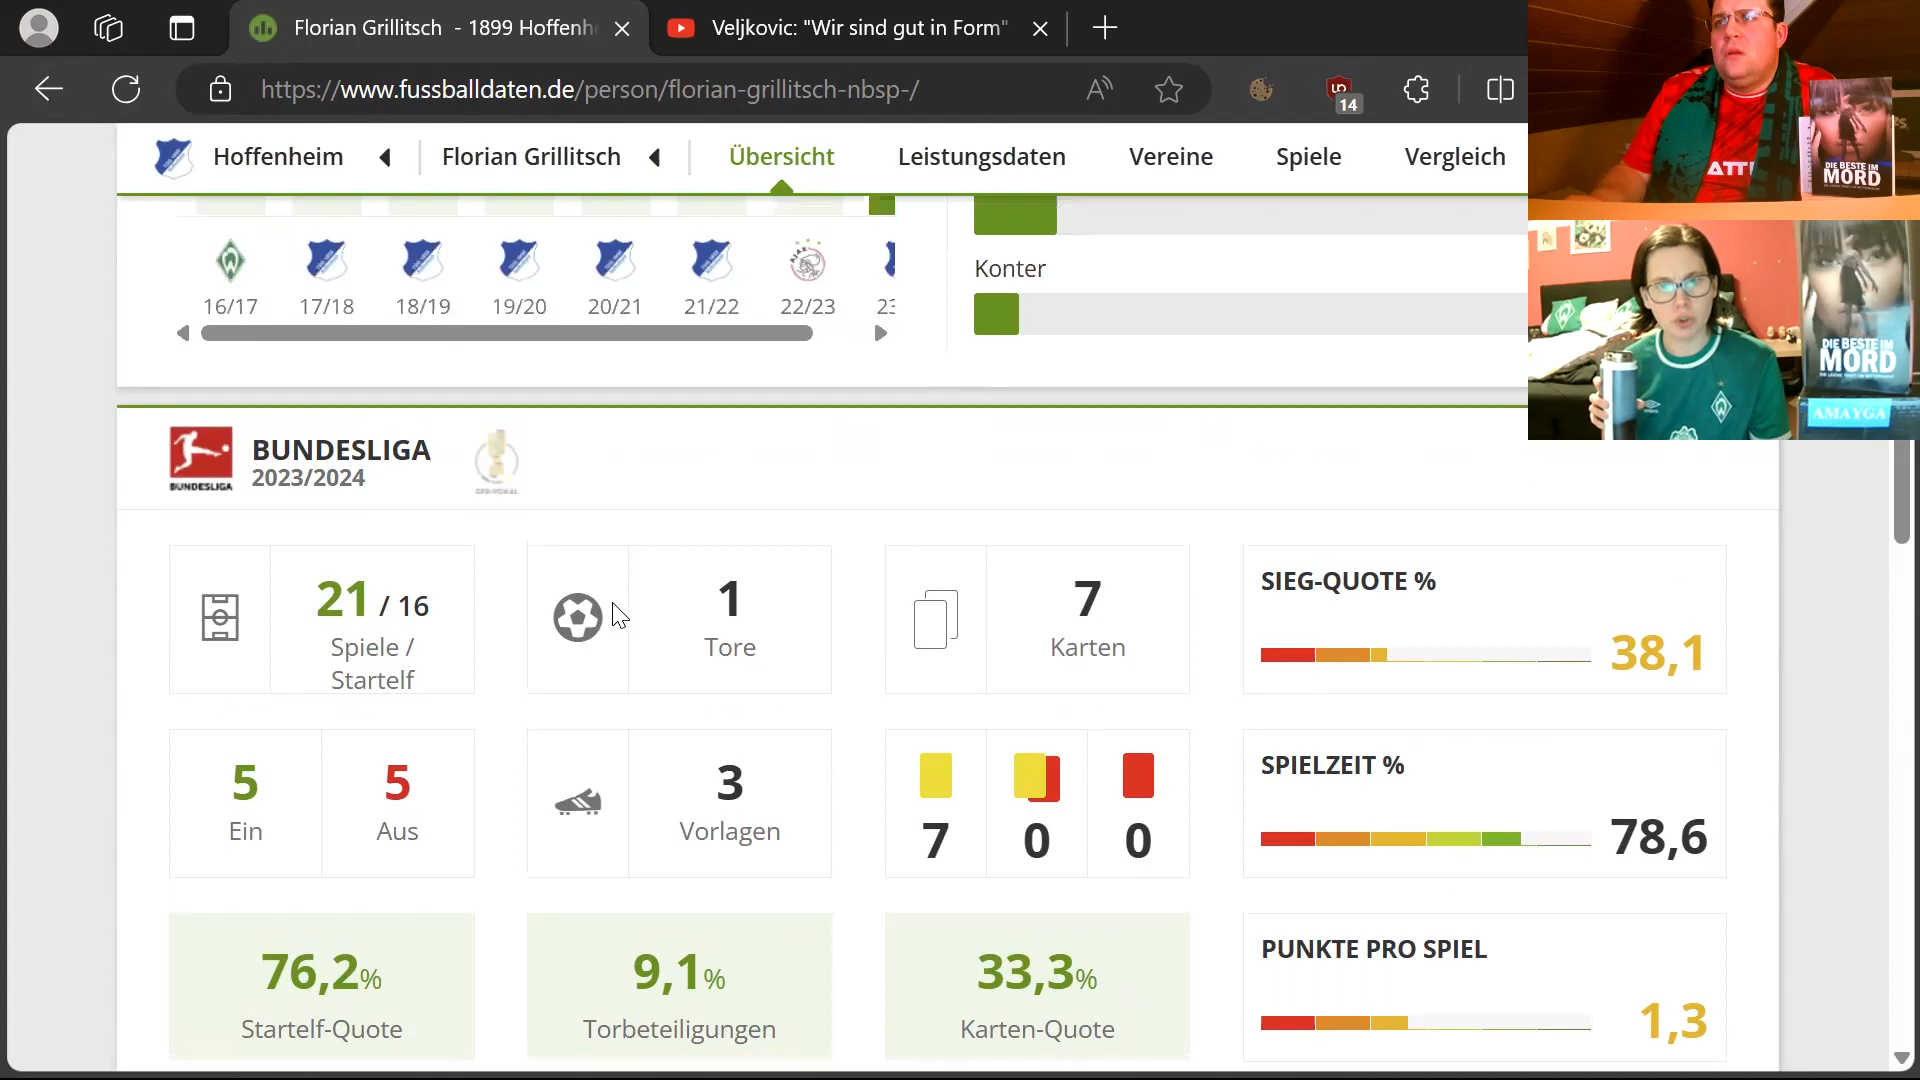 Florian Grillitsch - 1899 Hoffenh
Veljkovic: "Wir sind gut in Form"
https://www.fussballdaten.de/person/florian-grillitsch-nbsp-/
14
Hoffenheim
Florian Grillitsch
Übersicht
Leistungsdaten
Vereine
Spiele
Vergleich
16/17
17/18
18/19
19/20
20/21
21/22
22/23
23
Konter
BUNDESLIGA
BUNDESLIGA
2023/2024
21 / 16
Spiele /
Startelf
1
Tore
7
Karten
SIEG-QUOTE %
38,1
5
Ein
5
Aus
3
Vorlagen
7
0
0
SPIELZEIT %
78,6
76,2%
Startelf-Quote
9,1%
Torbeteiligungen
33,3%
Karten-Quote
PUNKTE PRO SPIEL
1,3
DIE BESTE IM
MORD
DIE BESTE IM
MORD
AMAYGA